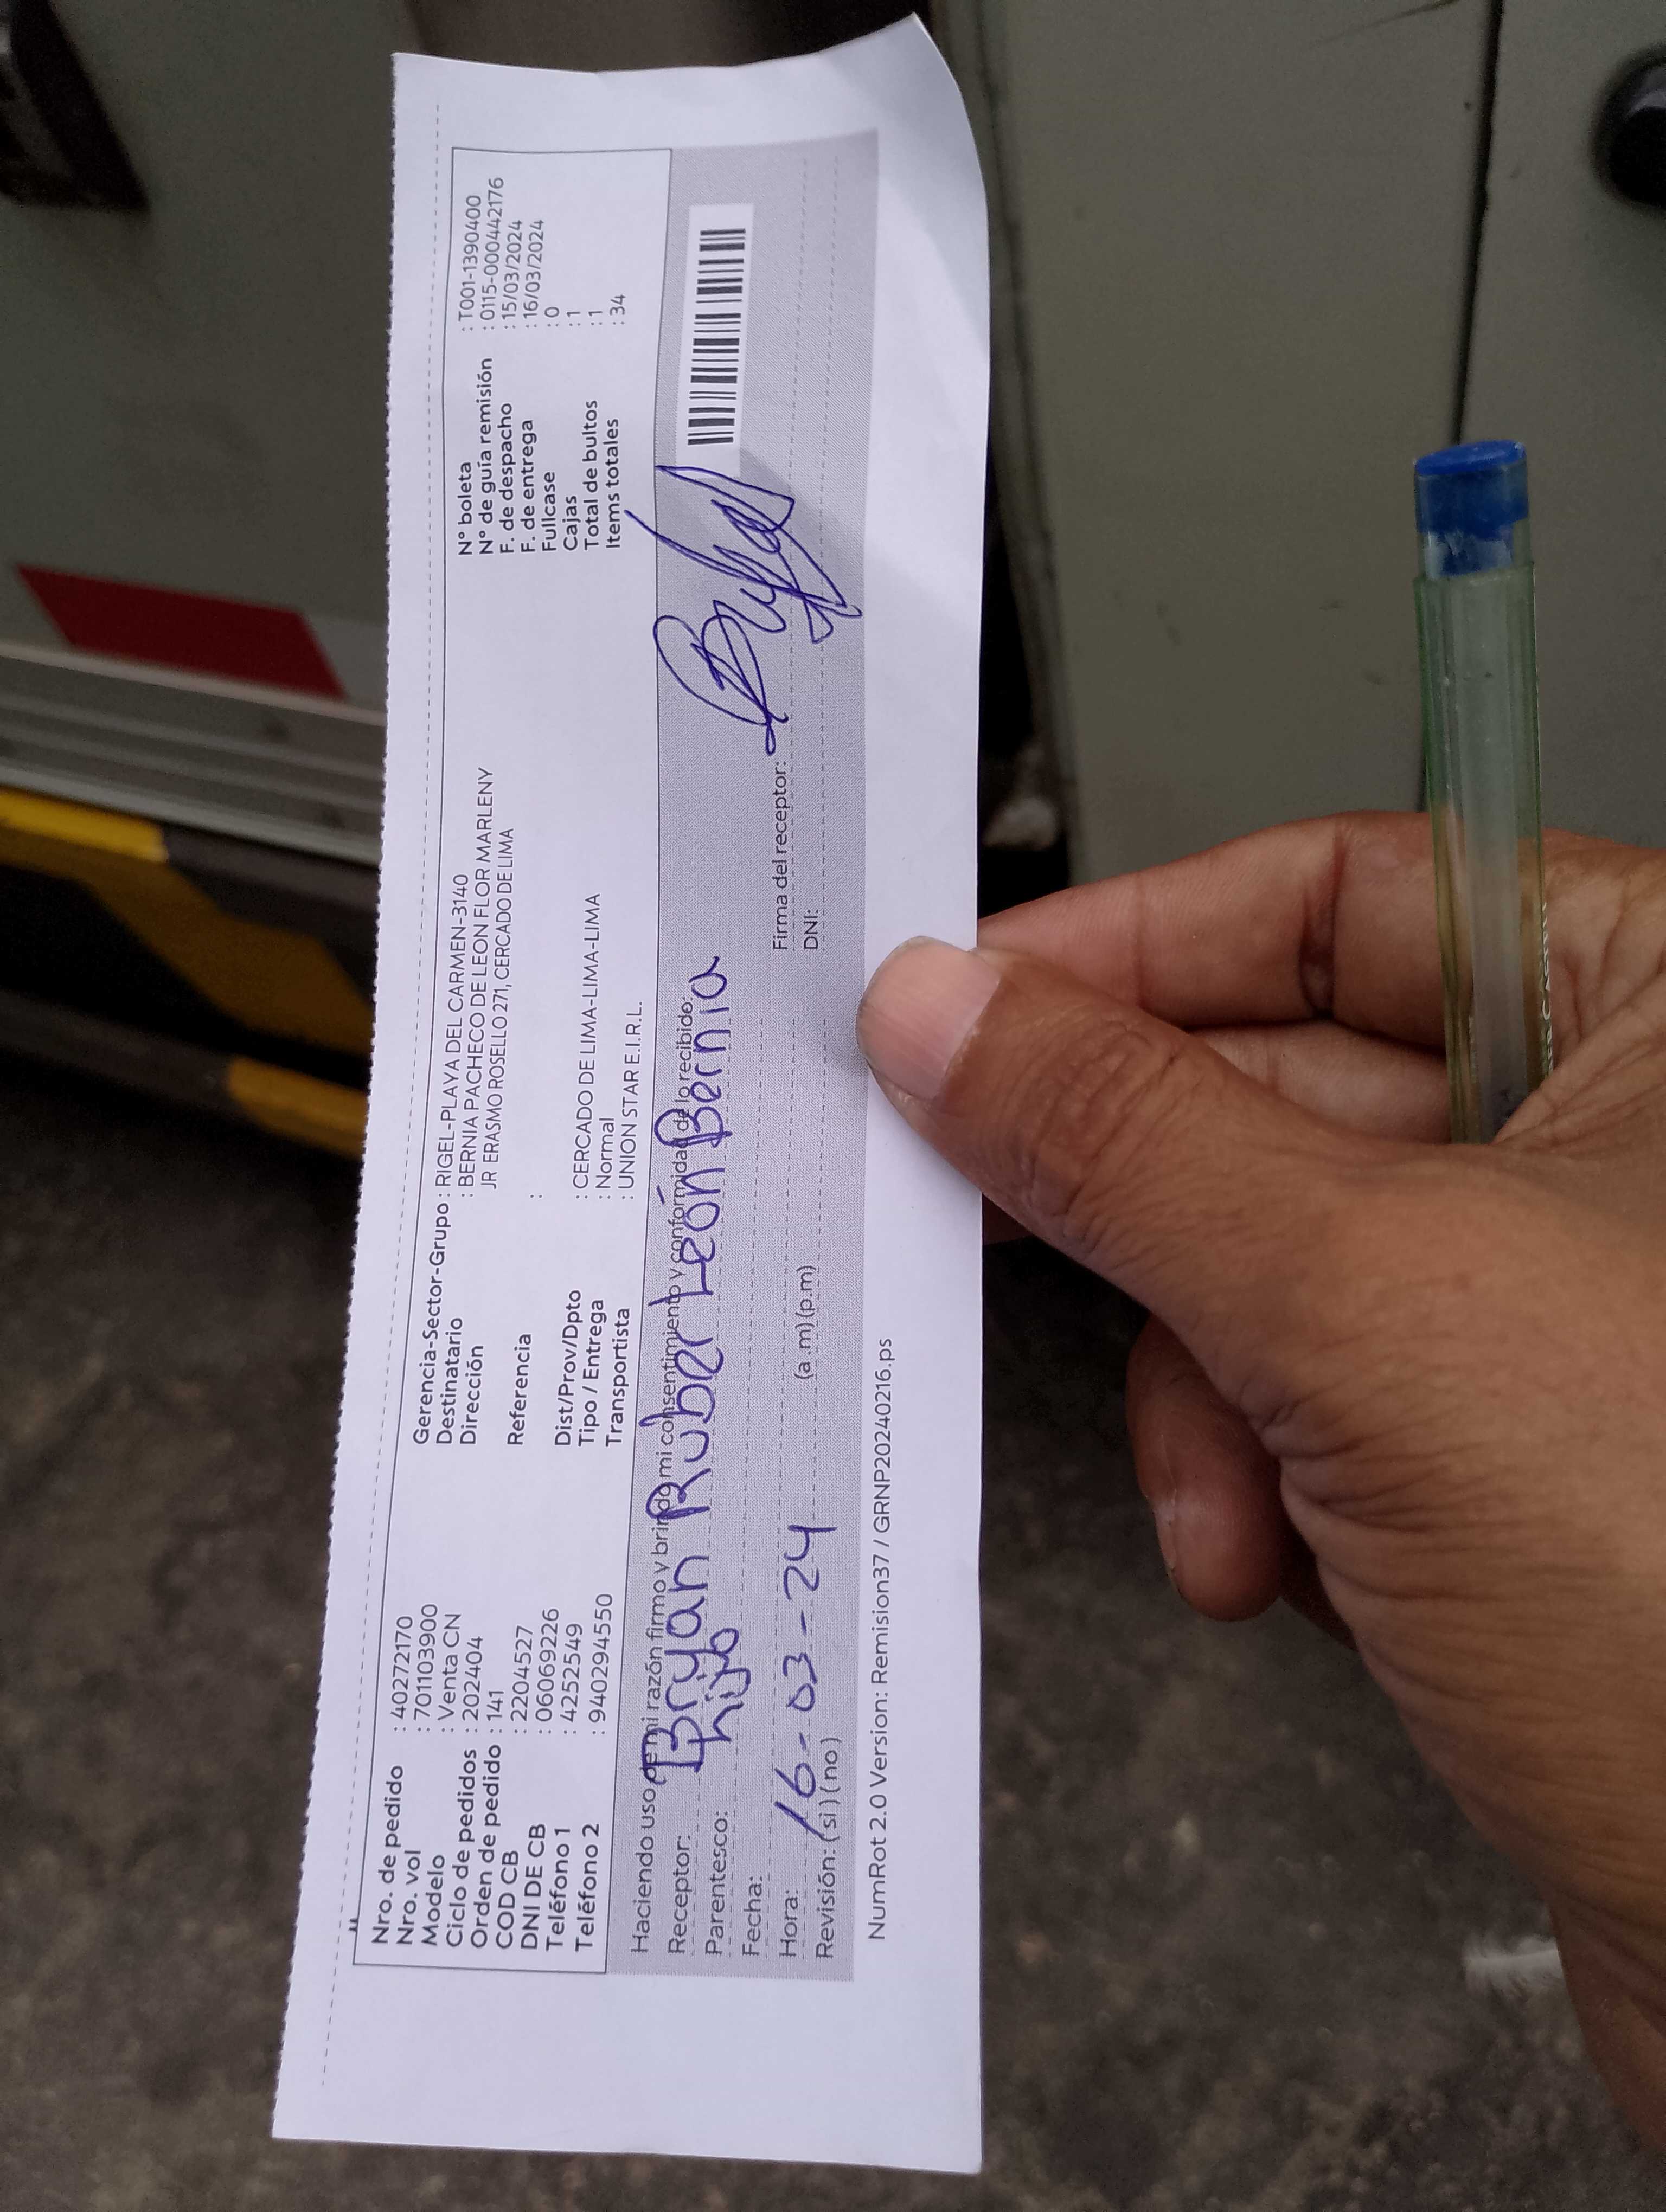 Nro. de pedido : 40272170
Nro. vol : 701103900
Modelo : Venta CN
Ciclo de pedidos : 202404
Orden de pedido : 141
COD CB : 2204527
DNI DE CB : 06069226
Teléfono 1 : 4252549
Teléfono 2 : 940294550
Gerencia-Sector-Grupo : RIGEL-PLAYA DEL CARMEN-3140
Destinatario : BERNIA PACHECO DE LEON FLOR MARLENY
Dirección JR ERASMO ROSELLO 271, CERCADO DE LIMA
Referencia :
Dist/Prov/Dpto : CERCADO DE LIMA-LIMA-LIMA
Tipo / Entrega : Normal
Transportista : UNION STAR E.I.R.L.
N° boleta : T001-1390400
N° de guía remisión : 0115-000442176
F. de despacho : 15/03/2024
F. de entrega : 16/03/2024
Fullcase : 0
Cajas : 1
Total de bultos : 1
Items totales : 34
Haciendo uso de mi razón firmo y brindo mi consentimiento y conformidad de lo recibido:
Receptor: Bryan Ruber León Bernia
Parentesco: hijo
Fecha: 16-03-24
Hora: (a.m) (p.m)
Revisión: (si) (no)
Firma del receptor:
DNI:
NumRot 2.0 Version: Remision37 / GRNP20240216.ps